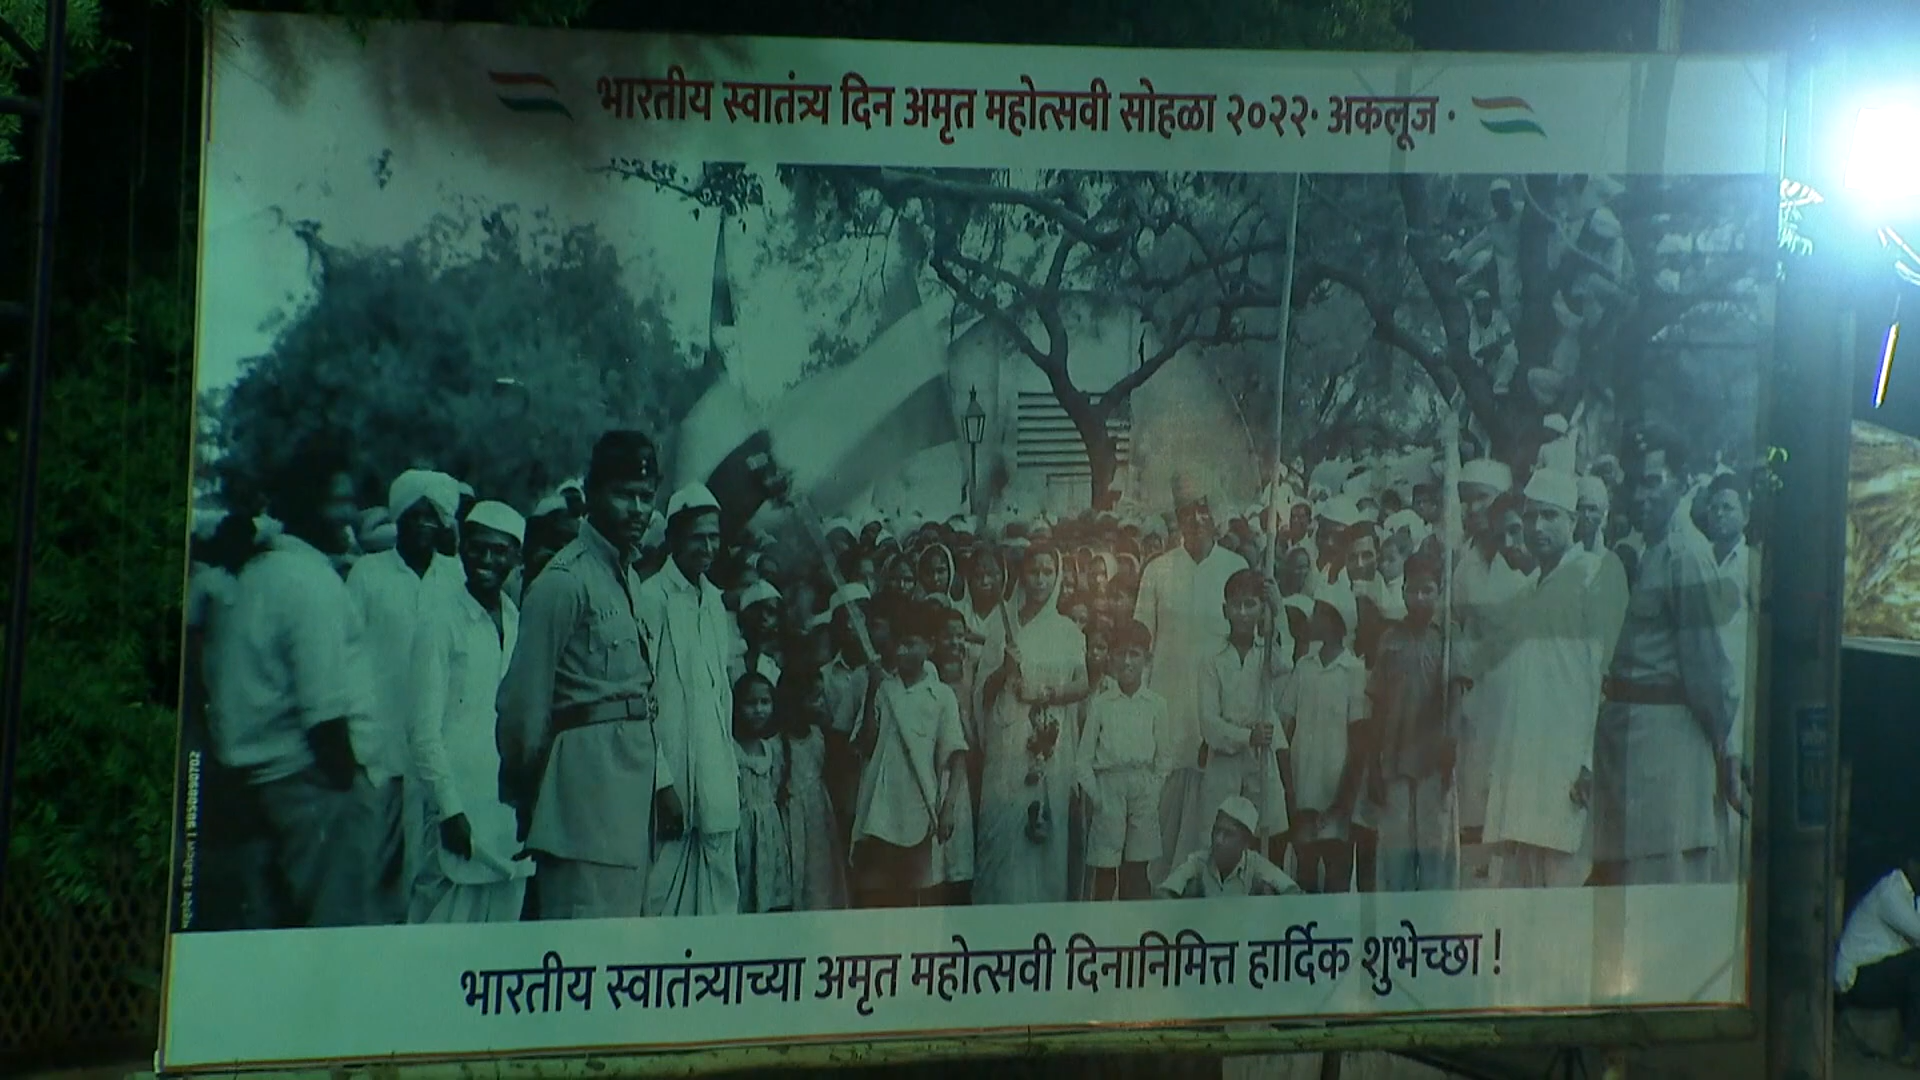 भारतीय स्वातंत्र्य दिन अमृत महोत्सवी सोहळा २०२२· अकलूज ·
भारतीय स्वातंत्र्याच्या अमृत महोत्सवी दिनानिमित्त हार्दिक शुभेच्छा !